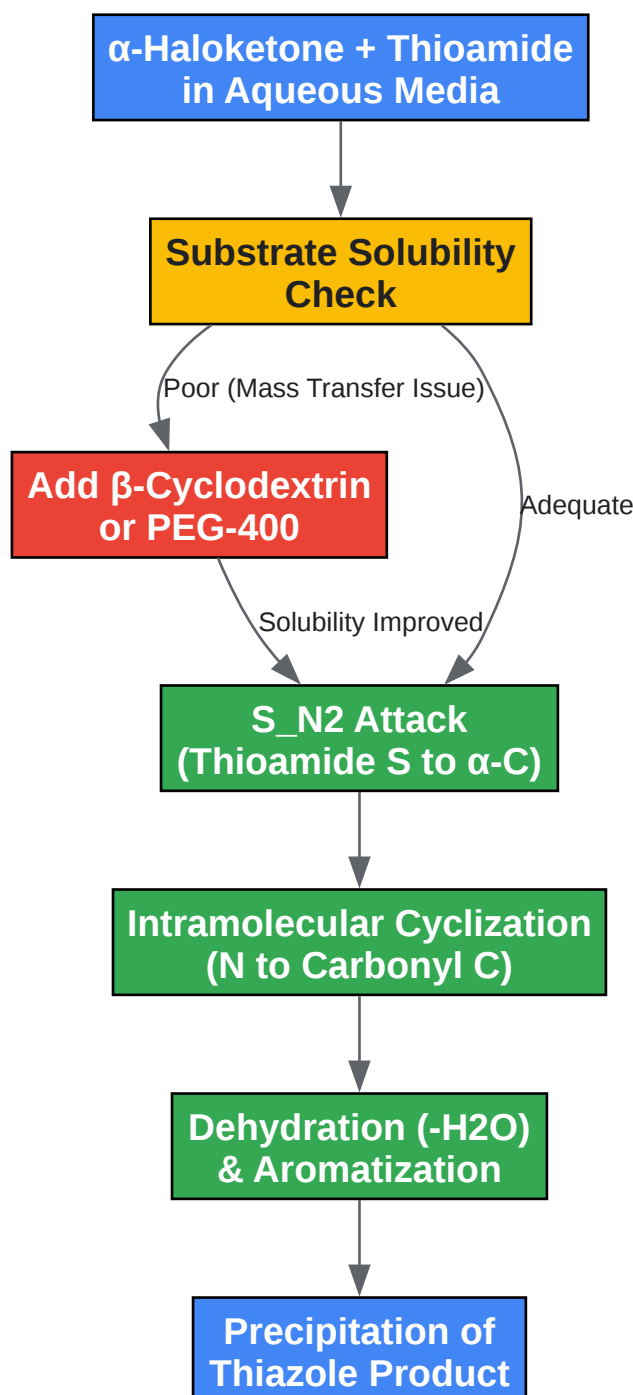 α-Haloketone + Thioamide
in Aqueous Media
Substrate Solubility
Check
Poor (Mass Transfer Issue)
Add β-Cyclodextrin
or PEG-400
Adequate
Solubility Improved
S_N2 Attack
(Thioamide S to α-C)
Intramolecular Cyclization
(N to Carbonyl C)
Dehydration (-H2O)
& Aromatization
Precipitation of
Thiazole Product